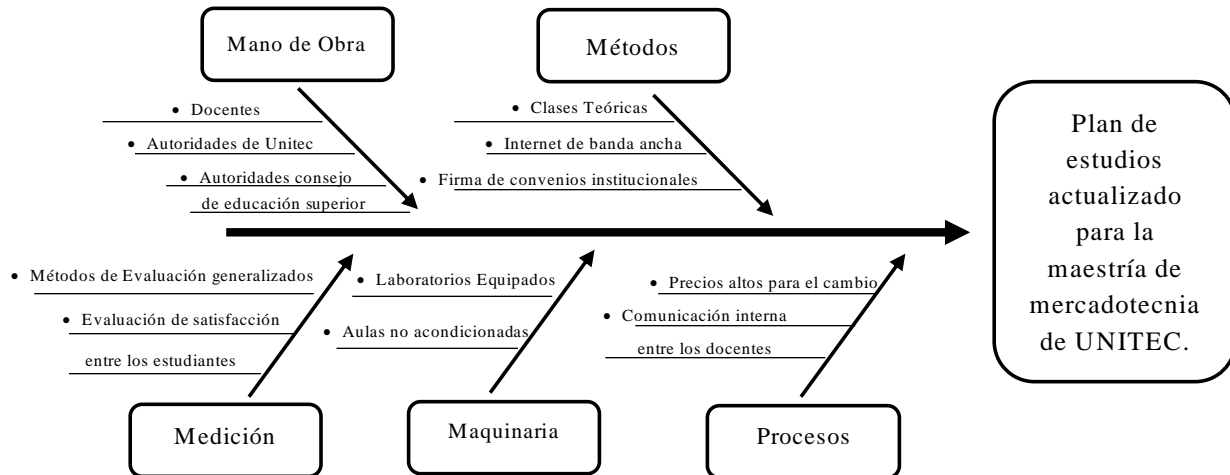 Mano de Obra
Métodos
• Docentes
• Autoridades de Unitec
• Autoridades consejo
de educación superior
• Clases Teóricas
• Internet de banda ancha
• Firma de convenios institucionales
Plan de
estudios
actualizado
para la
maestría de
mercadotecnia
de UNITEC.
• Métodos de Evaluación generalizados
• Evaluación de satisfacción
entre los estudiantes
• Laboratorios Equipados
• Aulas no acondicionadas
• Precios altos para el cambio
• Comunicación interna
entre los docentes
Medición
Maquinaria
Procesos